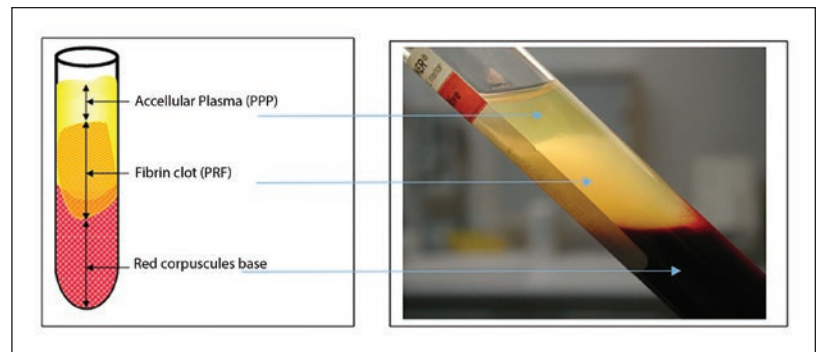 Accellular Plasma (PPP)
Fibrin clot (PRF)
Red corpuscules base